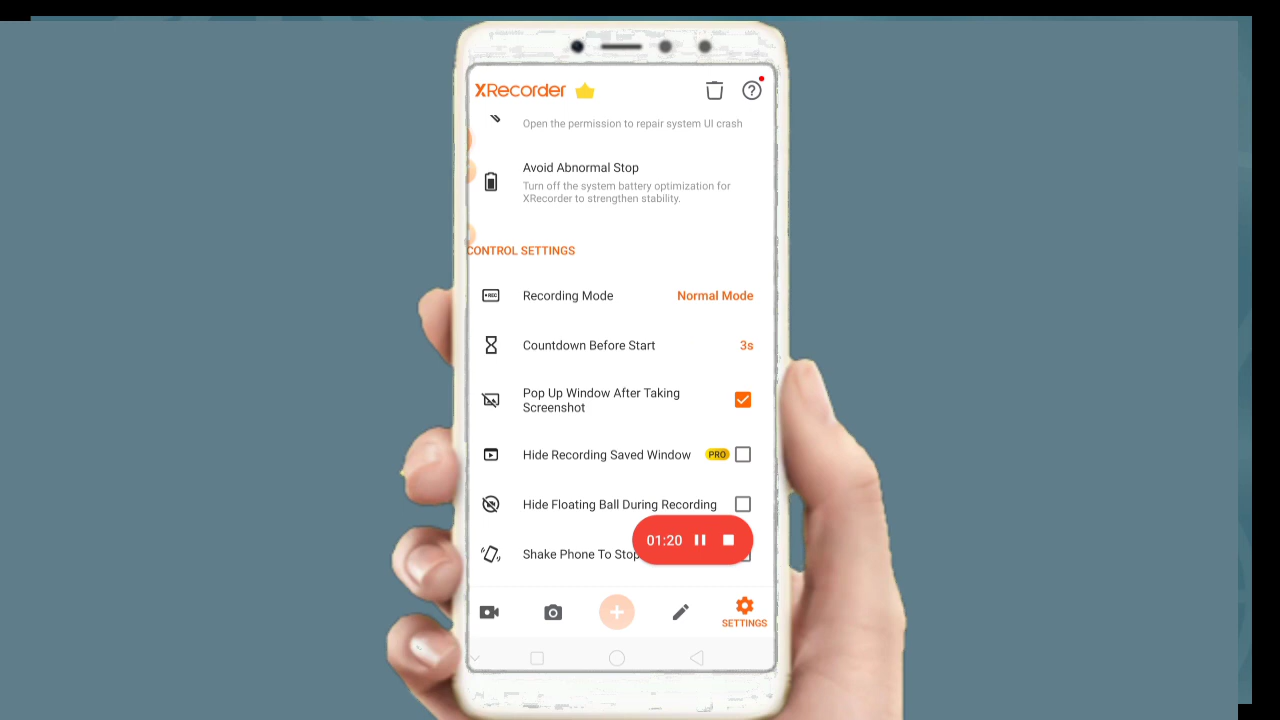 XRecorder
Open the permission to repair system UI crash
Avoid Abnormal Stop
Turn off the system battery optimization for
XRecorder to strengthen stability.
CONTROL SETTINGS
REC
Recording Mode Normal Mode
Countdown Before Start 3s
Pop Up Window After Taking
Screenshot
Hide Recording Saved Window PRO
Hide Floating Ball During Recording
01:20
Shake Phone To Stop
SETTINGS